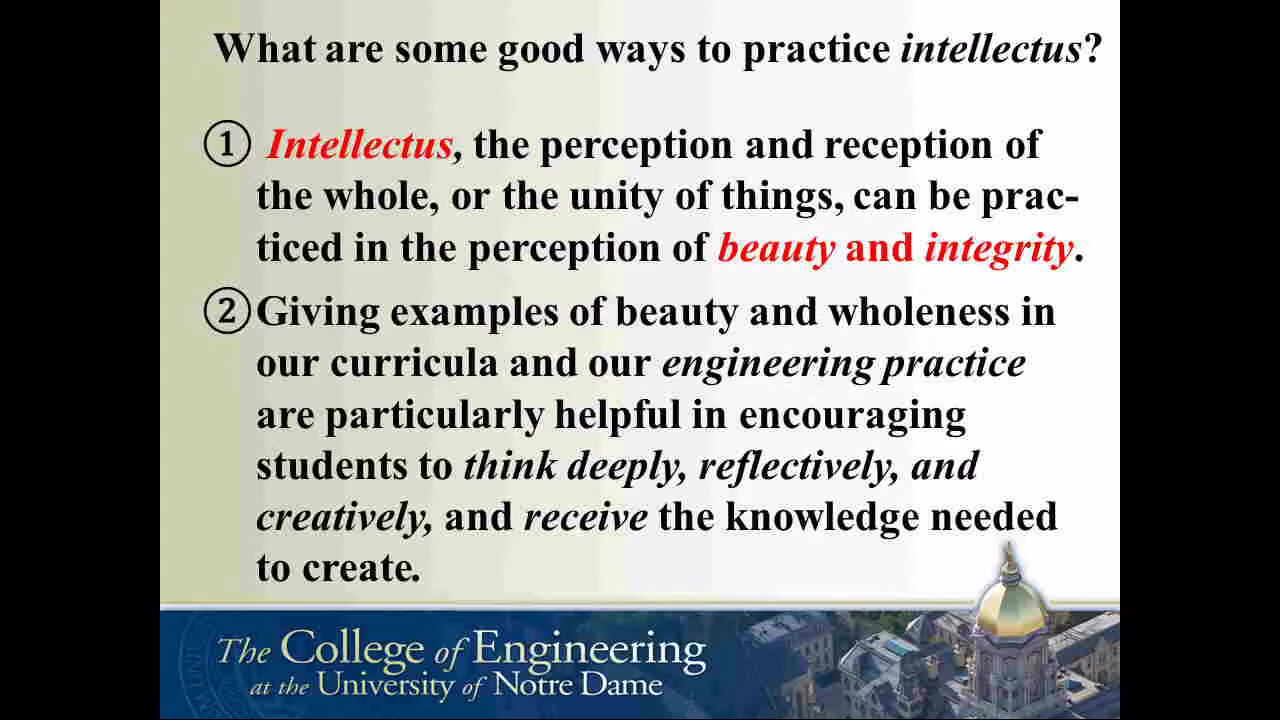 What are some good ways to practice intellectus?
① Intellectus, the perception and reception of
the whole, or the unity of things, can be prac-
ticed in the perception of beauty and integrity.
② Giving examples of beauty and wholeness in
our curricula and our engineering practice
are particularly helpful in encouraging
students to think deeply, reflectively, and
creatively, and receive the knowledge needed
to create.
The College of Engineering
at the University of Notre Dame